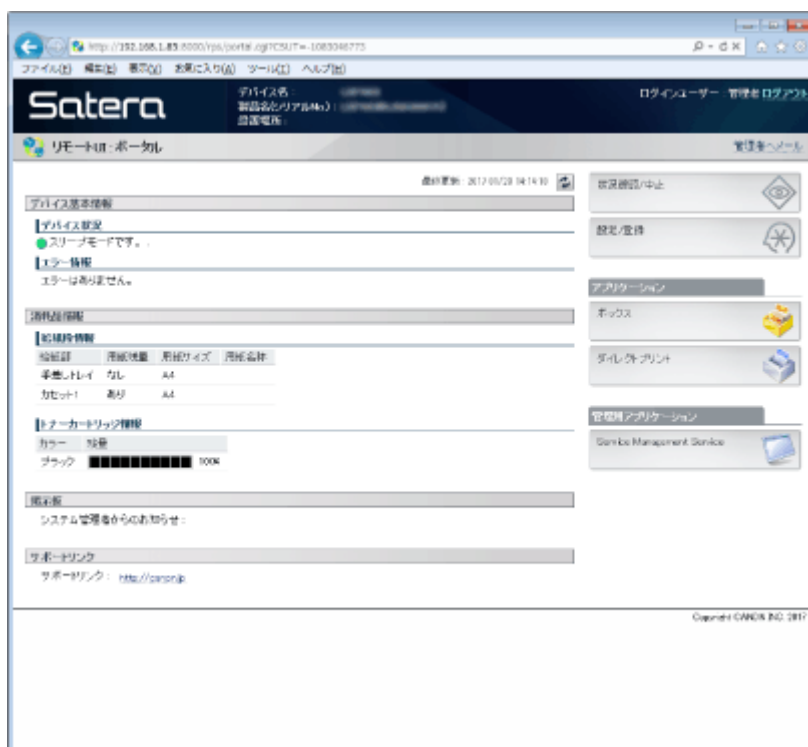 http://192.168.1.85:8000/rps/portal.cgi?CSUT=-1083046773
ファイル(F) 編集(E) 表示(V) お気に入り(A) ツール(T) ヘルプ(H)
Satera
デバイス名:
製品名(シリアルNo):
設置場所:
ログインユーザー: 管理者 ログアウト
リモートUI:ポータル
管理者へメール
最終更新: 2017 01/20 14:14:10
デバイス基本情報
デバイス状況
スリープモードです。
エラー情報
エラーはありません。
消耗品情報
給紙段情報
給紙部 用紙残量 用紙サイズ 用紙名称
手差しトレイ なし A4
カセット1 あり A4
トナーカートリッジ情報
カラー 残量
ブラック 100%
掲示板
システム管理者からのお知らせ:
サポートリンク
サポートリンク: http://canon.jp
状況確認/中止
設定/登録
アプリケーション
ボックス
ダイレクトプリント
管理用アプリケーション
Service Management Service
Copyright CANON INC. 2017